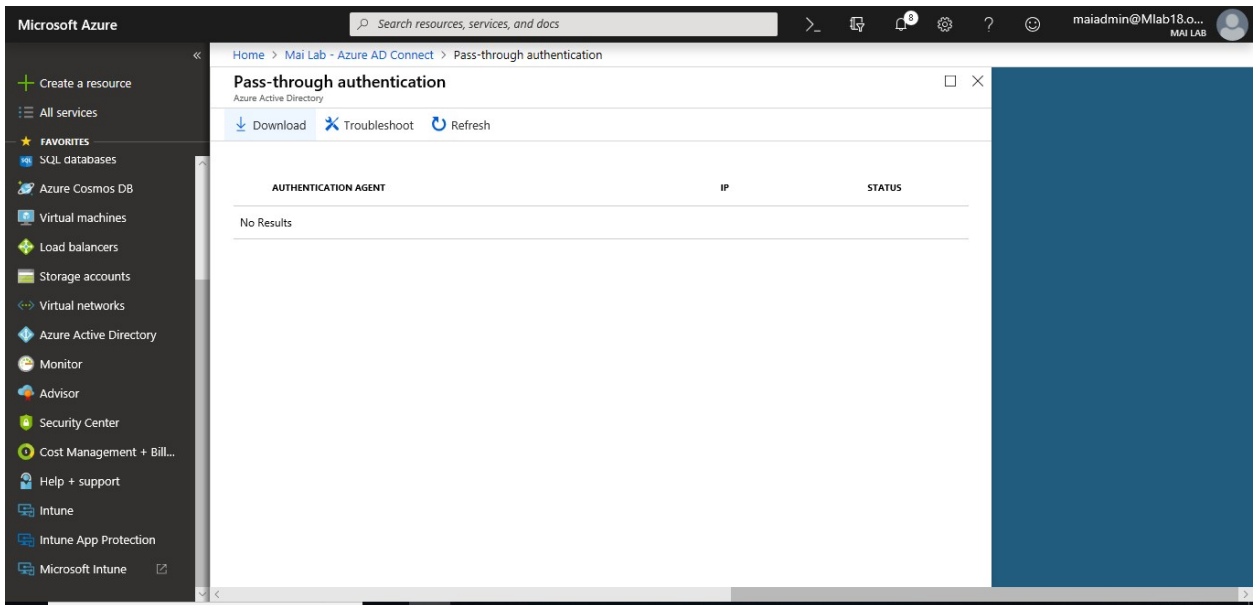 Microsoft Azure
Search resources, services, and docs
8
maiadmin@Mlab18.o...
MAI LAB
Home > Mai Lab - Azure AD Connect > Pass-through authentication
Create a resource
All services
FAVORITES
SQL databases
Azure Cosmos DB
Virtual machines
Load balancers
Storage accounts
Virtual networks
Azure Active Directory
Monitor
Advisor
Security Center
Cost Management + Bill...
Help + support
Intune
Intune App Protection
Microsoft Intune
Pass-through authentication
Azure Active Directory
Download Troubleshoot Refresh
AUTHENTICATION AGENT IP STATUS
No Results